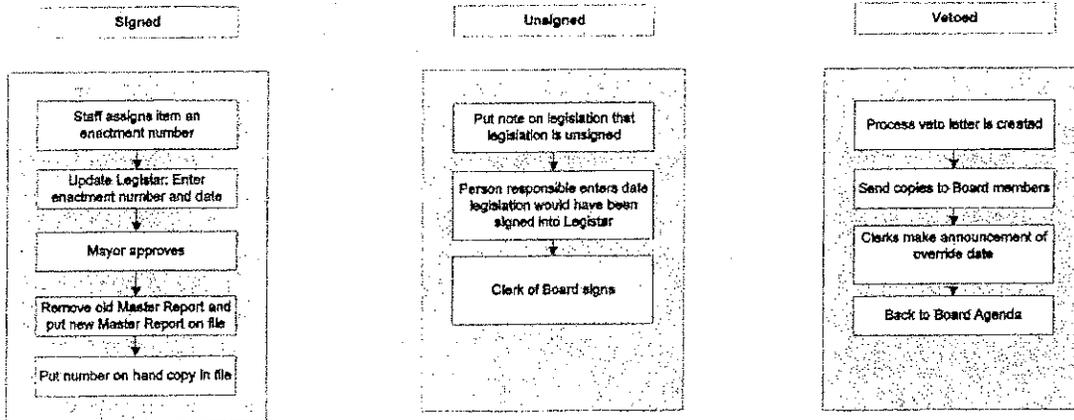 Signed
Staff assigns item an
enactment number
Update Legistar: Enter
enactment number and date
Mayor approves
Remove old Master Report and
put new Master Report on file
Put number on hand copy in file
Unsigned
Put note on legislation that
legislation is unsigned
Person responsible enters date
legislation would have been
signed into Legistar
Clerk of Board signs
Vetoed
Process veto letter is created
Send copies to Board members
Clerks make announcement of
override date
Back to Board Agenda